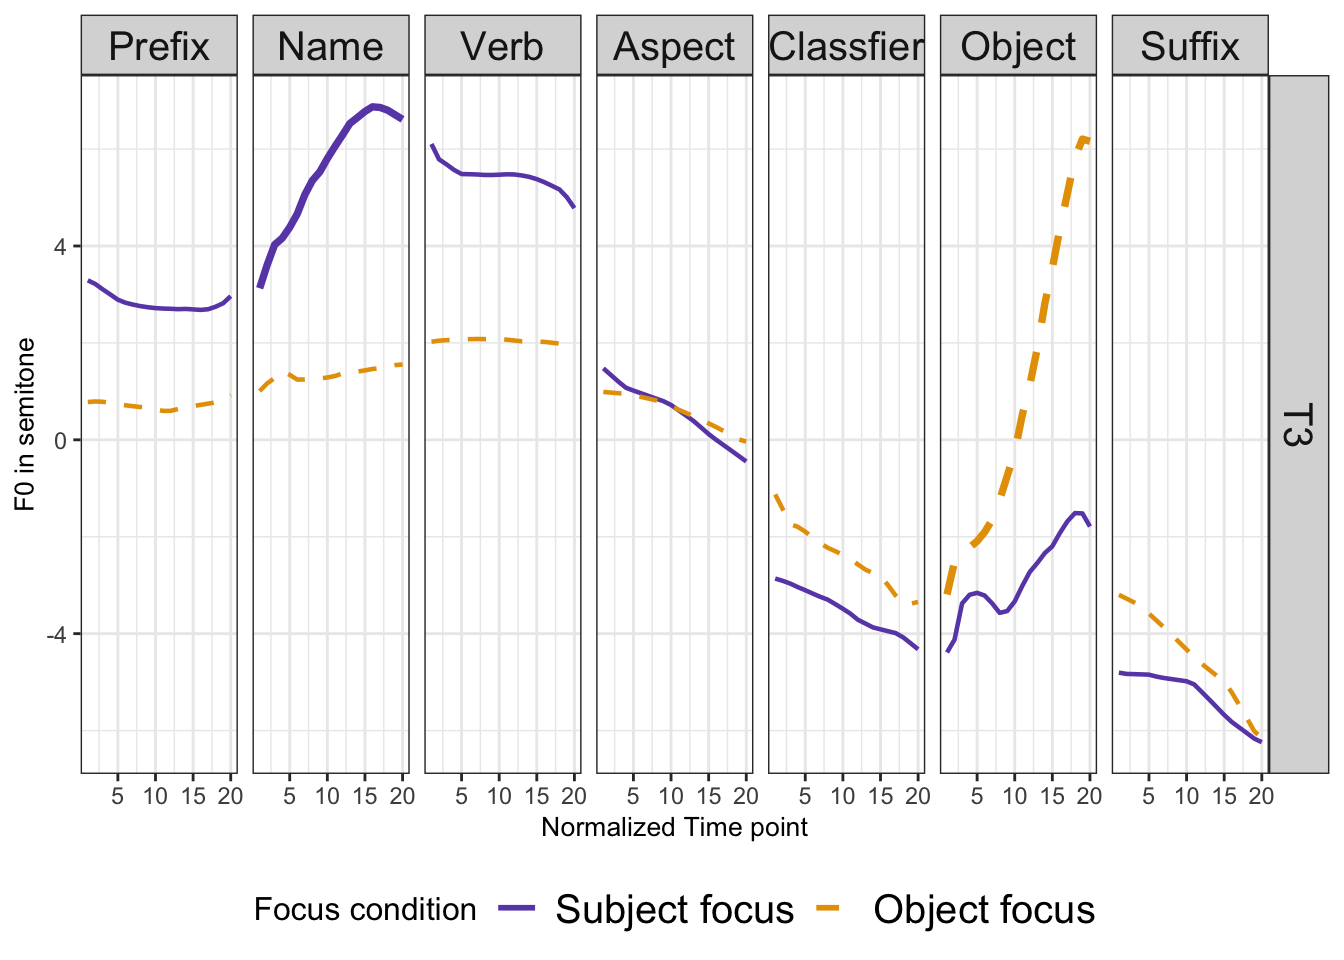 Prefix Name Verb Aspect Classfier Object Suffix
T3
4
0
-4
F0 in semitone
5 10 15 20 5 10 15 20 5 10 15 20 5 10 15 20 5 10 15 20 5 10 15 20 5 10 15 20
Normalized Time point
Focus condition Subject focus Object focus